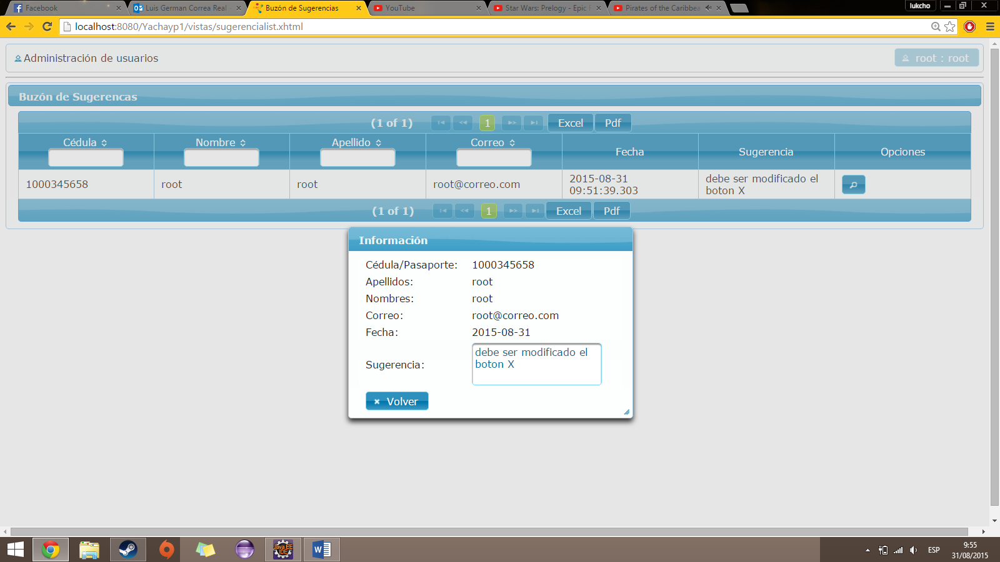 Facebook
Luis German Correa Real
Buzón de Sugerencias
YouTube
Star Wars: Prelogy - Epic
Pirates of the Caribbea
lukcho
localhost:8080/Yachayp1/vistas/sugerencialist.xhtml
Administración de usuarios
root : root
Buzón de Sugerencas
(1 of 1) 1 Excel Pdf
Cédula Nombre Apellido Correo Fecha Sugerencia Opciones
1000345658 root root root@correo.com 2015-08-31 09:51:39.303 debe ser modificado el boton X
(1 of 1) 1 Excel Pdf
Información
Cédula/Pasaporte: 1000345658
Apellidos: root
Nombres: root
Correo: root@correo.com
Fecha: 2015-08-31
Sugerencia: debe ser modificado el
boton X
Volver
Java EE
IDE
ESP
9:55
31/08/2015